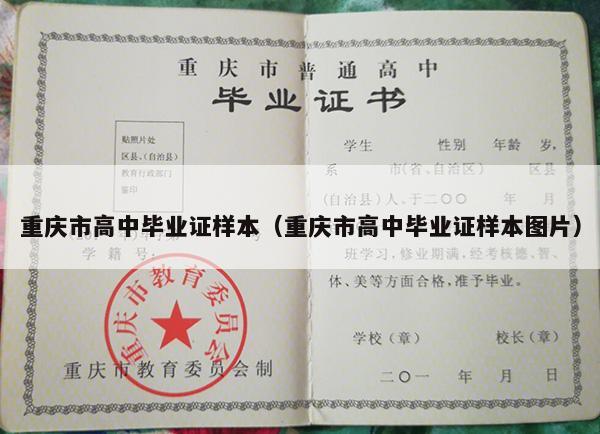 重庆市普通高中
毕业证书
贴照片处
区县、(自治县)
教育行政部门
鉴印
学籍号:
重庆市教育委员会
重庆市教育委员会制
学生 性别 年龄 岁,
系 市(省、自治区) 区县
(自治县)人、于二〇〇 年 月
重庆市高中毕业证样本（重庆市高中毕业证样本图片）
班学习,修业期满,经考核德、智、
体、美等方面合格,准予毕业。
学校(章) 校长(章)
二〇一 年 月 日